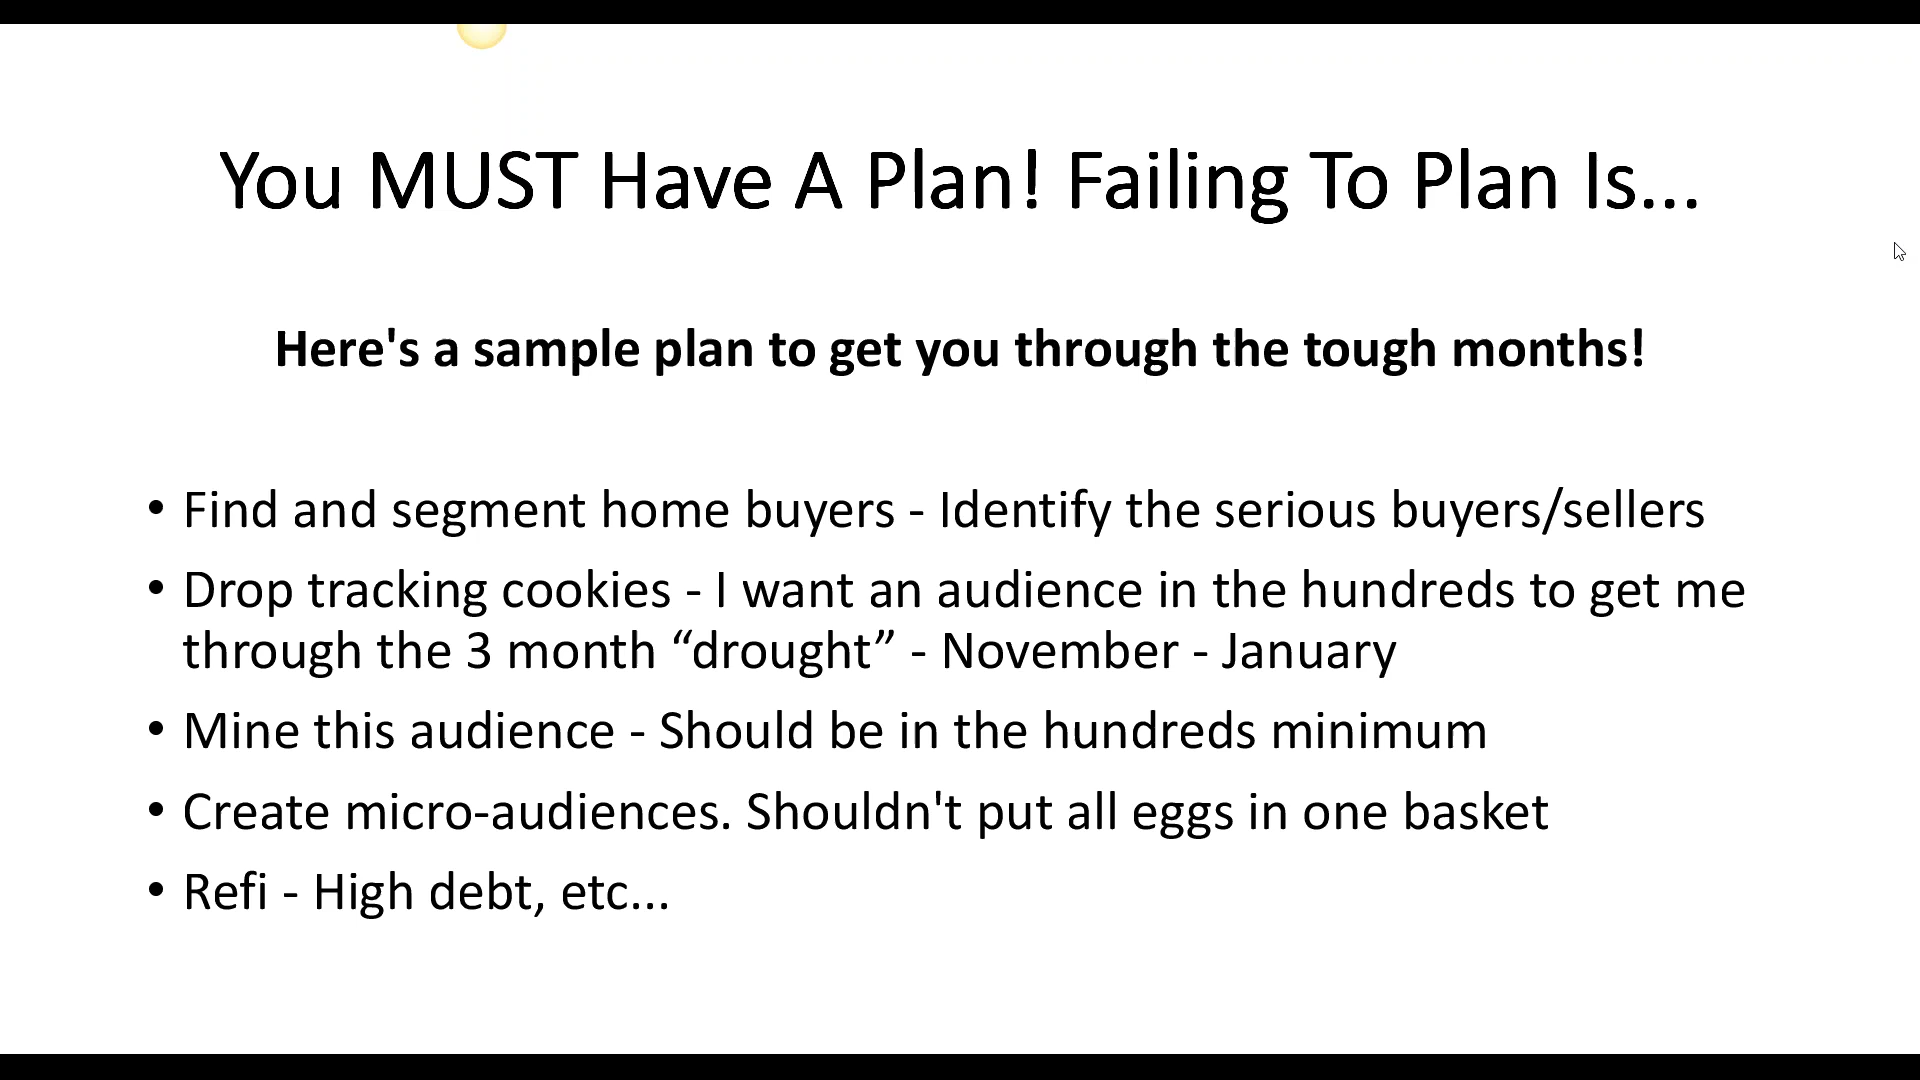 You MUST Have A Plan! Failing To Plan Is...
Here's a sample plan to get you through the tough months!
• Find and segment home buyers - Identify the serious buyers/sellers
• Drop tracking cookies - I want an audience in the hundreds to get me
through the 3 month “drought” - November - January
• Mine this audience - Should be in the hundreds minimum
• Create micro-audiences. Shouldn't put all eggs in one basket
• Refi - High debt, etc...